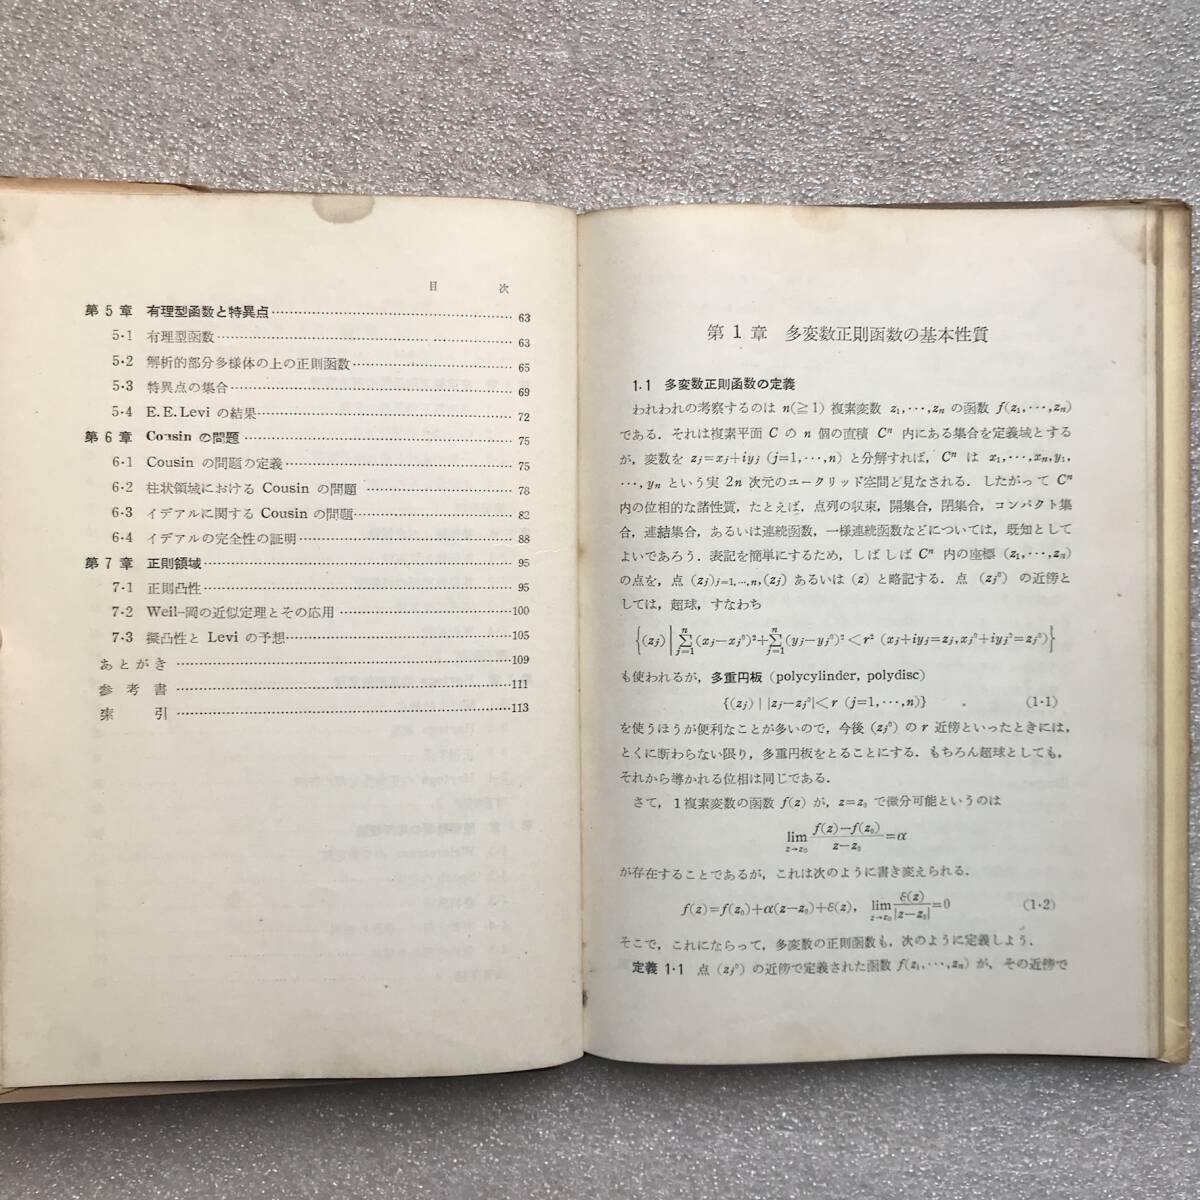 目 次
第5章 有理型函数と特異点 63
5·1 有理型函数 63
5·2 解析的部分多様体の上の正則函数 65
5·3 特異点の集合 69
5·4 E. E. Levi の結果 72
第6章 Cousin の問題 75
6·1 Cousin の問題の定義 75
6·2 柱状領域における Cousin の問題 78
6·3 イデアルに関する Cousin の問題 82
6·4 イデアルの完全性の証明 88
第7章 正則領域 95
7·1 正則凸性 95
7·2 Weil–岡の近似定理とその応用 100
7·3 擬凸性と Levi の予想 105
あとがき 109
参考書 111
索引 113
第1章 多変数正則函数の基本性質
1·1 多変数正則函数の定義
われわれの考察するのは n(≧1) 複素変数 z₁,···,zₙ の函数 f(z₁,···,zₙ)
である．それは複素平面 C の n 個の直積 Cⁿ 内にある集合を定義域とする
が，変数を zⱼ=xⱼ+iyⱼ (j=1,···,n) と分解すれば，Cⁿ は x₁,···,xₙ,y₁,
···,yₙ という実 2n 次元のユークリッド空間と見なされる．したがって Cⁿ
内の位相的な諸性質，たとえば，点列の収束，開集合，閉集合，コンパクト集
合，連結集合，あるいは連続函数，一様連続函数などについては，既知として
よいであろう．表記を簡単にするため，しばしば Cⁿ 内の座標 (z₁,···,zₙ)
の点を，点 (zⱼ)ⱼ₌₁,...,ₙ, (zⱼ) あるいは (z) と略記する．点 (zⱼ⁰) の近傍と
しては，超球，すなわち
{(zⱼ) | Σⁿⱼ₌₁(xⱼ−xⱼ⁰)²+Σⁿⱼ₌₁(yⱼ−yⱼ⁰)²<r² (xⱼ+iyⱼ=zⱼ, xⱼ⁰+iyⱼ⁰=zⱼ⁰)}
も使われるが，多重円板 (polycylinder, polydisc)
{(zⱼ) | |zⱼ−zⱼ⁰|<r (j=1,···,n)} (1·1)
を使うほうが便利なことが多いので，今後 (zⱼ⁰) の r 近傍といったときには，
とくに断わらない限り，多重円板をとることにする．もちろん超球としても，
それから導かれる位相は同じである．
さて，1 複素変数の函数 f(z) が，z=z₀ で微分可能というのは
lim z→z₀ f(z)−f(z₀) / z−z₀ =α
が存在することであるが，これは次のように書き変えられる．
f(z)=f(z₀)+α(z−z₀)+ε(z), lim z→z₀ ε(z) / |z−z₀| =0 (1·2)
そこで，これにならって，多変数の正則函数も，次のように定義しよう．
定義 1·1 点 (zⱼ⁰) の近傍で定義された函数 f(z₁,···,zₙ) が，その近傍で